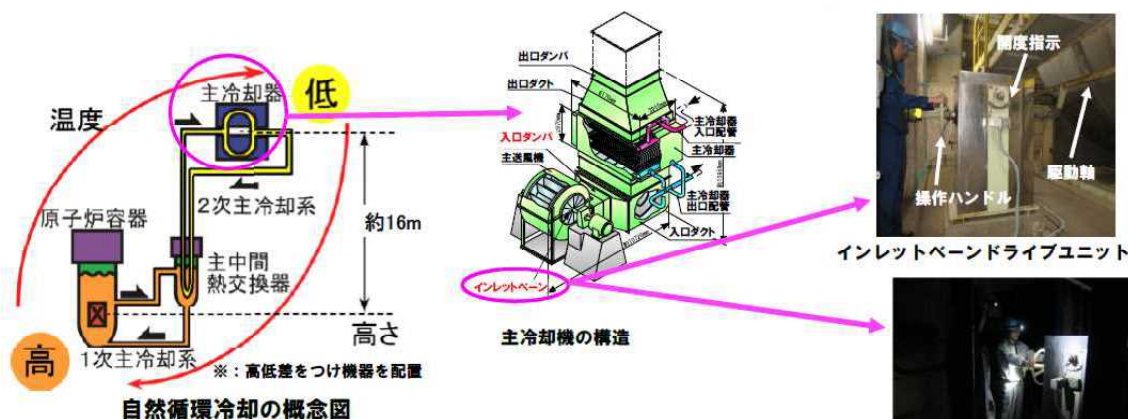 温度
主冷却器
低
2次主冷却系
約16m
原子炉容器
主中間
熱交換器
高さ
高
1次主冷却系
※：高低差をつけ機器を配置
自然循環冷却の概念図
出口ダンパ
出口ダクト
入口ダンパ
主送風機
主冷却器
入口配管
主冷却器
主冷却器
出口配管
入口ダクト
インレットベーン
主冷却機の構造
開度指示
操作ハンドル
駆動軸
インレットベーンドライブユニット